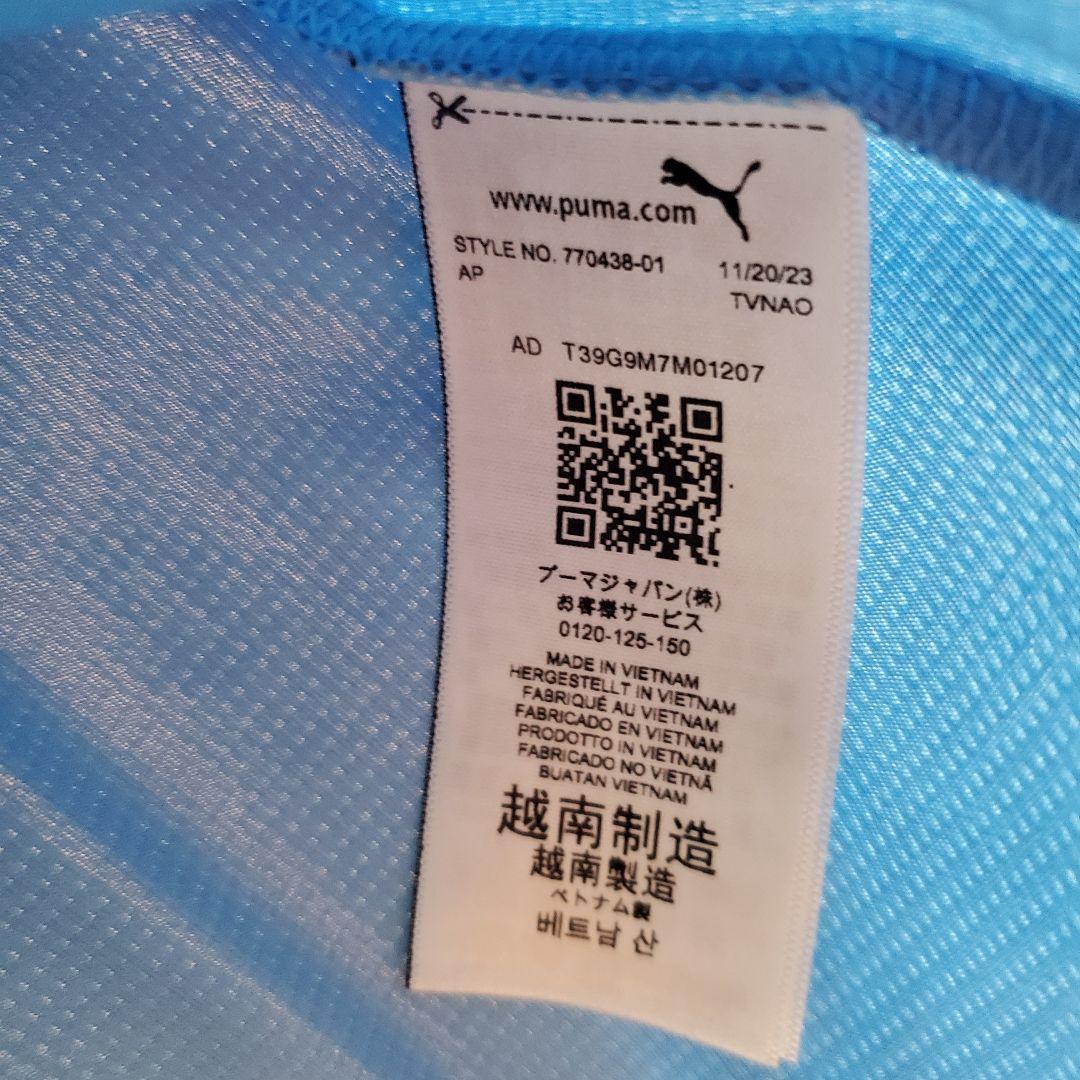 www.puma.com
STYLE NO. 770438-01 11/20/23
AP TVNAO
AD T39G9M7M01207
プーマジャパン(株)
お客様サービス
0120-125-150
MADE IN VIETNAM
HERGESTELLT IN VIETNAM
FABRIQUÉ AU VIETNAM
FABRICADO EN VIETNAM
PRODOTTO IN VIETNAM
FABRICADO NO VIETNÃ
BUATAN VIETNAM
越南制造
越南製造
ベトナム製
베트남 산